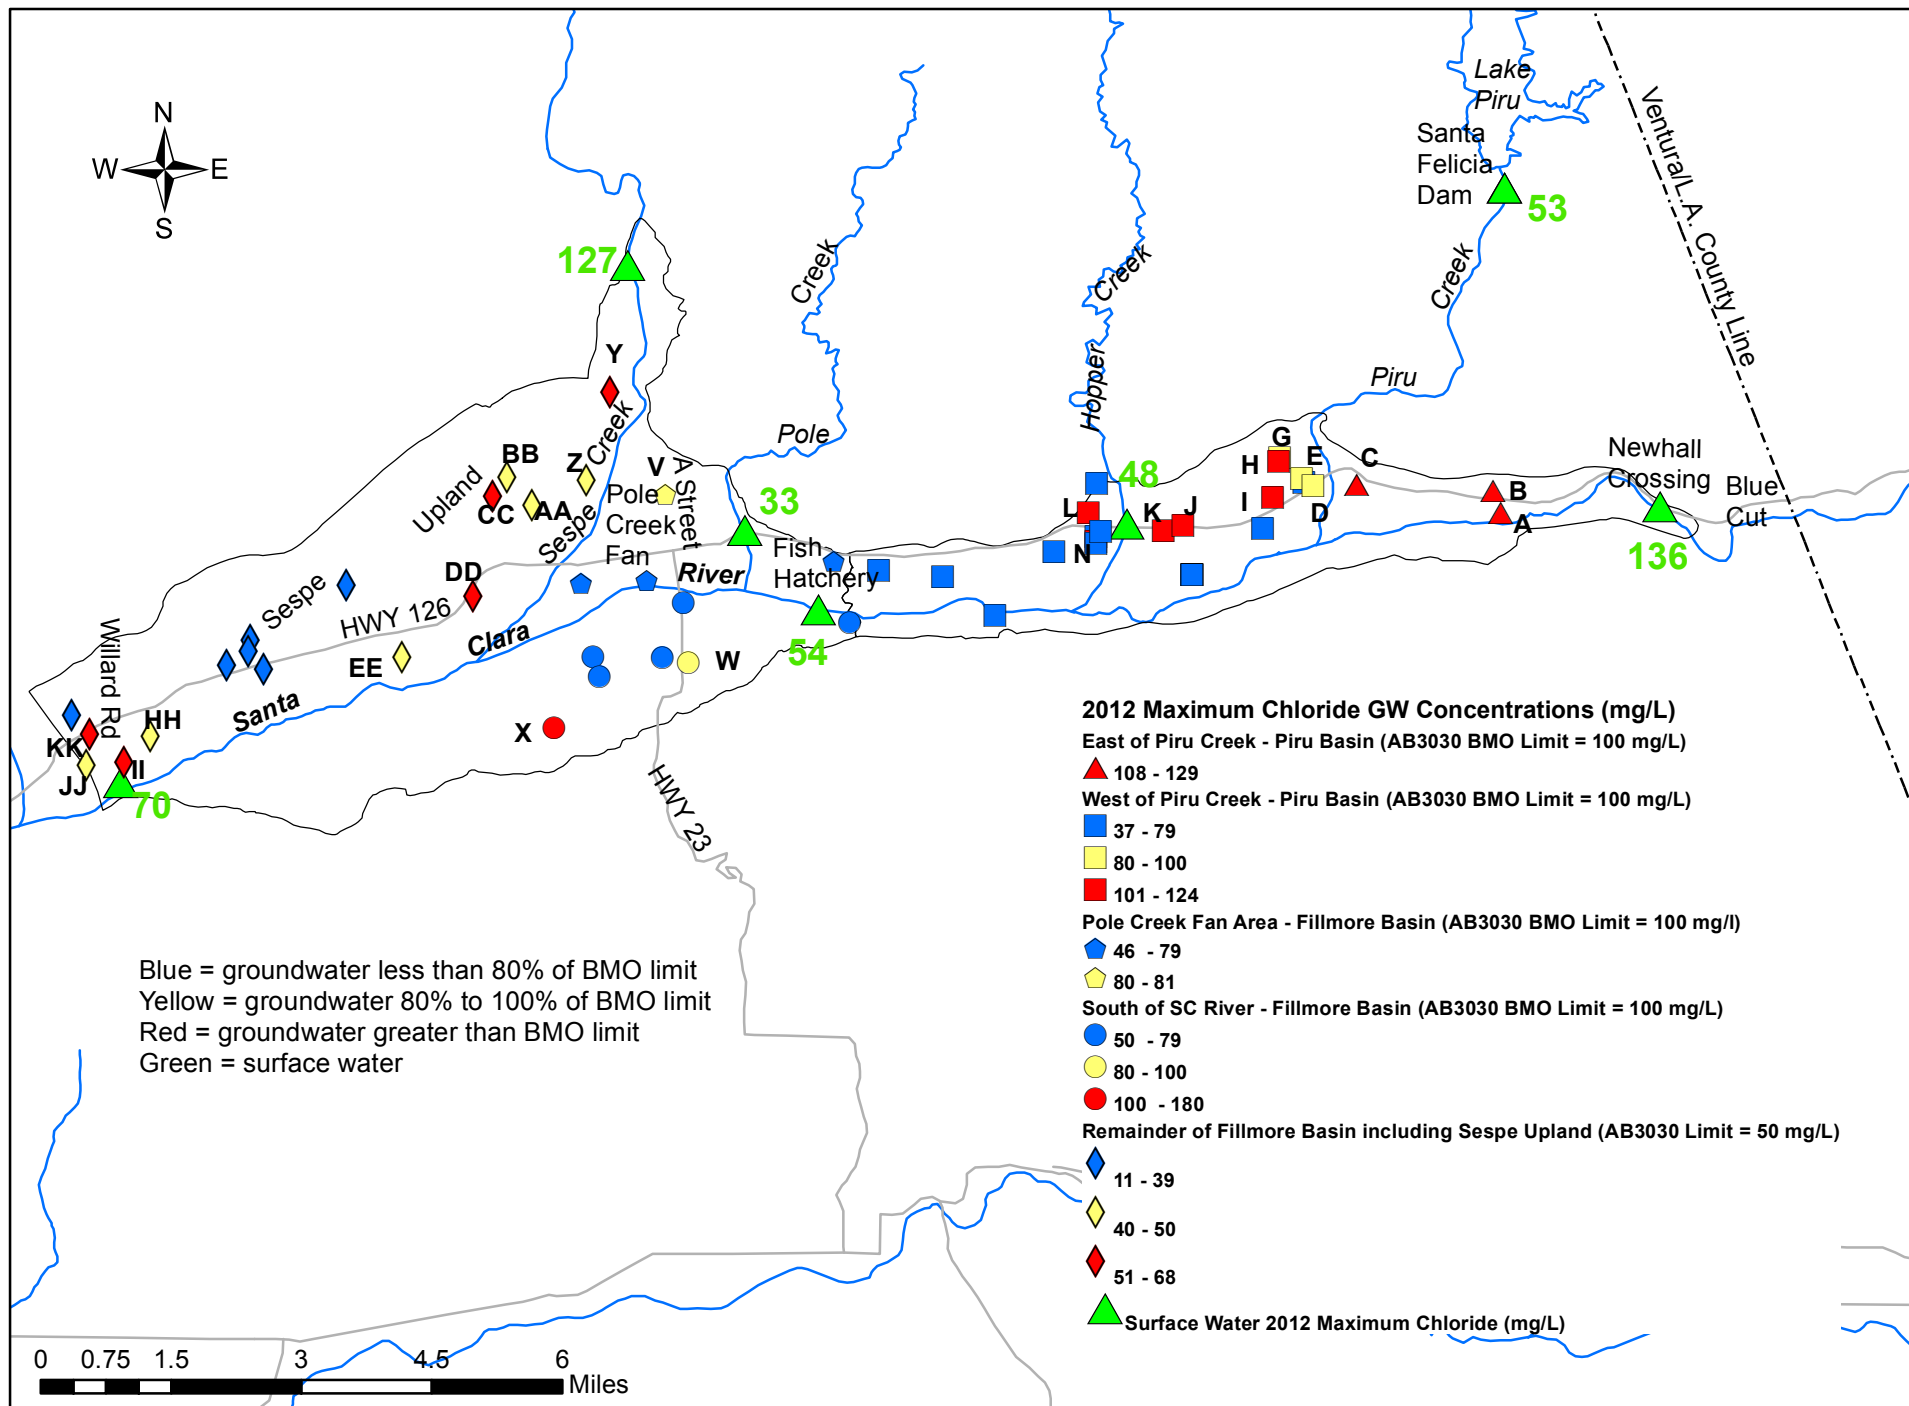 N
W
E
S
Lake
Piru
Santa
Felicia
Dam
53
Ventura/L.A. County Line
127
Creek
Creek
Creek
Hopper
Piru
Pole
Y
Creek
Sespe
BB
Z
Upland
CC
AA
V
A Street
Pole
Creek
Fan
33
Fish
Hatchery
48
G
H
E
C
L
K
J
I
D
B
A
N
Newhall
Crossing
Blue
Cut
136
DD
Sespe
HWY 126
River
Clara
Santa
54
W
EE
X
Willard Rd
HH
KK
JJ
II
70
HWY 23
Blue = groundwater less than 80% of BMO limit
Yellow = groundwater 80% to 100% of BMO limit
Red = groundwater greater than BMO limit
Green = surface water
2012 Maximum Chloride GW Concentrations (mg/L)
East of Piru Creek - Piru Basin (AB3030 BMO Limit = 100 mg/L)
108 - 129
West of Piru Creek - Piru Basin (AB3030 BMO Limit = 100 mg/L)
37 - 79
80 - 100
101 - 124
Pole Creek Fan Area - Fillmore Basin (AB3030 BMO Limit = 100 mg/l)
46 - 79
80 - 81
South of SC River - Fillmore Basin (AB3030 BMO Limit = 100 mg/L)
50 - 79
80 - 100
100 - 180
Remainder of Fillmore Basin including Sespe Upland (AB3030 Limit = 50 mg/L)
11 - 39
40 - 50
51 - 68
Surface Water 2012 Maximum Chloride (mg/L)
0 0.75 1.5 3 4.5 6
Miles